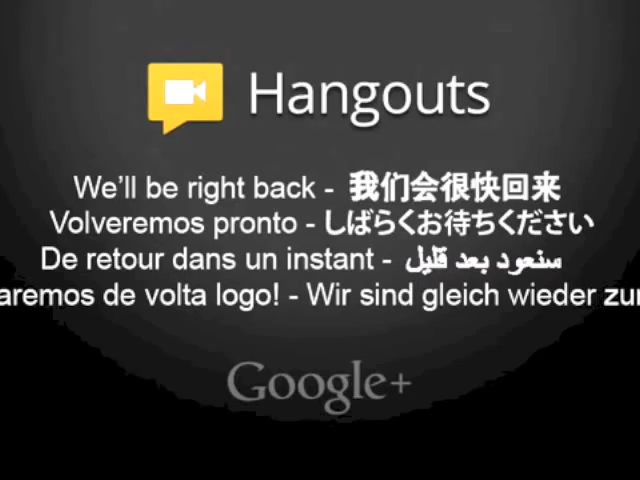 Hangouts
We'll be right back - 我们会很快回来
Volveremos pronto - しばらくお待ちください
De retour dans un instant - سنعود بعد قليل
aremos de volta logo! - Wir sind gleich wieder zur
Google+